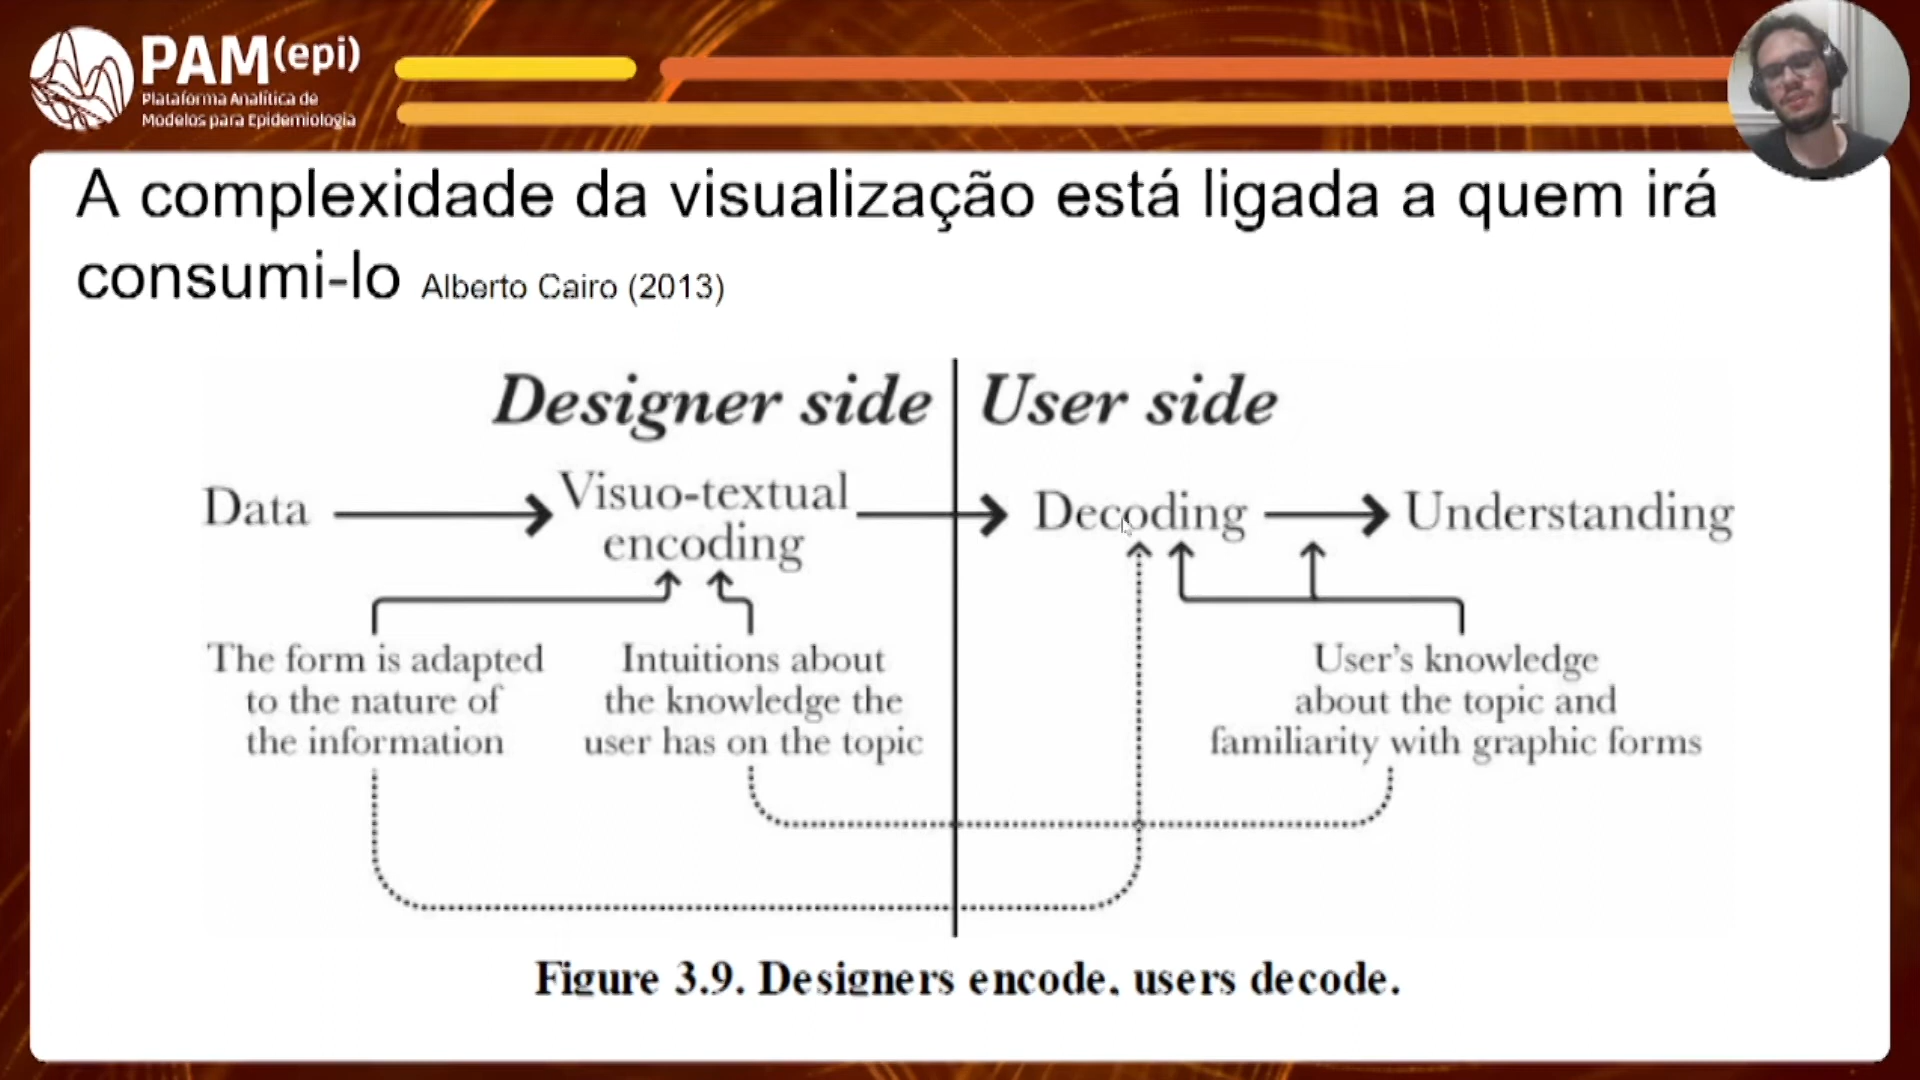 PAM(epi)
Plataforma Analítica de
Modelos para Epidemiologia
A complexidade da visualização está ligada a quem irá
consumi-lo Alberto Cairo (2013)
Designer side
User side
Data
Visuo-textual
encoding
Decoding
Understanding
The form is adapted
to the nature of
the information
Intuitions about
the knowledge the
user has on the topic
User’s knowledge
about the topic and
familiarity with graphic forms
Figure 3.9. Designers encode, users decode.